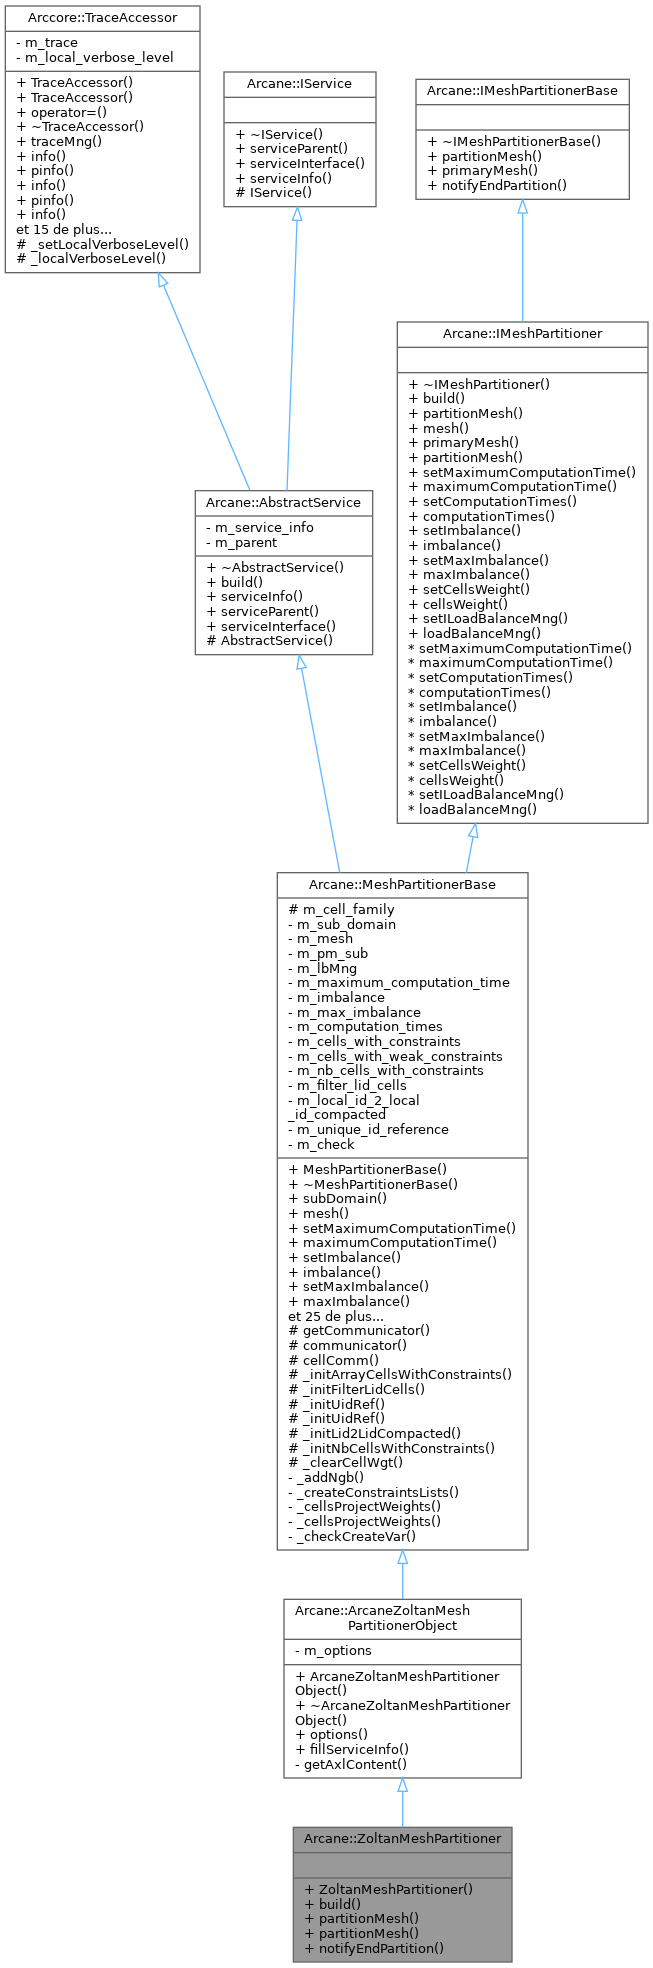 Arccore::TraceAccessor
- m_trace
- m_local_verbose_level
+ TraceAccessor()
+ TraceAccessor()
+ operator=()
+ ~TraceAccessor()
+ traceMng()
+ info()
+ pinfo()
+ info()
+ pinfo()
+ info()
et 15 de plus...
# _setLocalVerboseLevel()
# _localVerboseLevel()
Arcane::IService
+ ~IService()
+ serviceParent()
+ serviceInterface()
+ serviceInfo()
# IService()
Arcane::IMeshPartitionerBase
+ ~IMeshPartitionerBase()
+ partitionMesh()
+ primaryMesh()
+ notifyEndPartition()
Arcane::IMeshPartitioner
+ ~IMeshPartitioner()
+ build()
+ partitionMesh()
+ mesh()
+ primaryMesh()
+ partitionMesh()
+ setMaximumComputationTime()
+ maximumComputationTime()
+ setComputationTimes()
+ computationTimes()
+ setImbalance()
+ imbalance()
+ setMaxImbalance()
+ maxImbalance()
+ setCellsWeight()
+ cellsWeight()
+ setILoadBalanceMng()
+ loadBalanceMng()
* setMaximumComputationTime()
* maximumComputationTime()
* setComputationTimes()
* computationTimes()
* setImbalance()
* imbalance()
* setMaxImbalance()
* maxImbalance()
* setCellsWeight()
* cellsWeight()
* setILoadBalanceMng()
* loadBalanceMng()
Arcane::AbstractService
- m_service_info
- m_parent
+ ~AbstractService()
+ build()
+ serviceInfo()
+ serviceParent()
+ serviceInterface()
# AbstractService()
Arcane::MeshPartitionerBase
# m_cell_family
- m_sub_domain
- m_mesh
- m_pm_sub
- m_lbMng
- m_maximum_computation_time
- m_imbalance
- m_max_imbalance
- m_computation_times
- m_cells_with_constraints
- m_cells_with_weak_constraints
- m_nb_cells_with_constraints
- m_filter_lid_cells
- m_local_id_2_local
_id_compacted
- m_unique_id_reference
- m_check
+ MeshPartitionerBase()
+ ~MeshPartitionerBase()
+ subDomain()
+ mesh()
+ setMaximumComputationTime()
+ maximumComputationTime()
+ setImbalance()
+ imbalance()
+ setMaxImbalance()
+ maxImbalance()
et 25 de plus...
# getCommunicator()
# communicator()
# cellComm()
# _initArrayCellsWithConstraints()
# _initFilterLidCells()
# _initUidRef()
# _initUidRef()
# _initLid2LidCompacted()
# _initNbCellsWithConstraints()
# _clearCellWgt()
- _addNgb()
- _createConstraintsLists()
- _cellsProjectWeights()
- _cellsProjectWeights()
- _checkCreateVar()
Arcane::ArcaneZoltanMesh
PartitionerObject
- m_options
+ ArcaneZoltanMeshPartitioner
Object()
+ ~ArcaneZoltanMeshPartitioner
Object()
+ options()
+ fillServiceInfo()
- getAxlContent()
Arcane::ZoltanMeshPartitioner
+ ZoltanMeshPartitioner()
+ build()
+ partitionMesh()
+ partitionMesh()
+ notifyEndPartition()